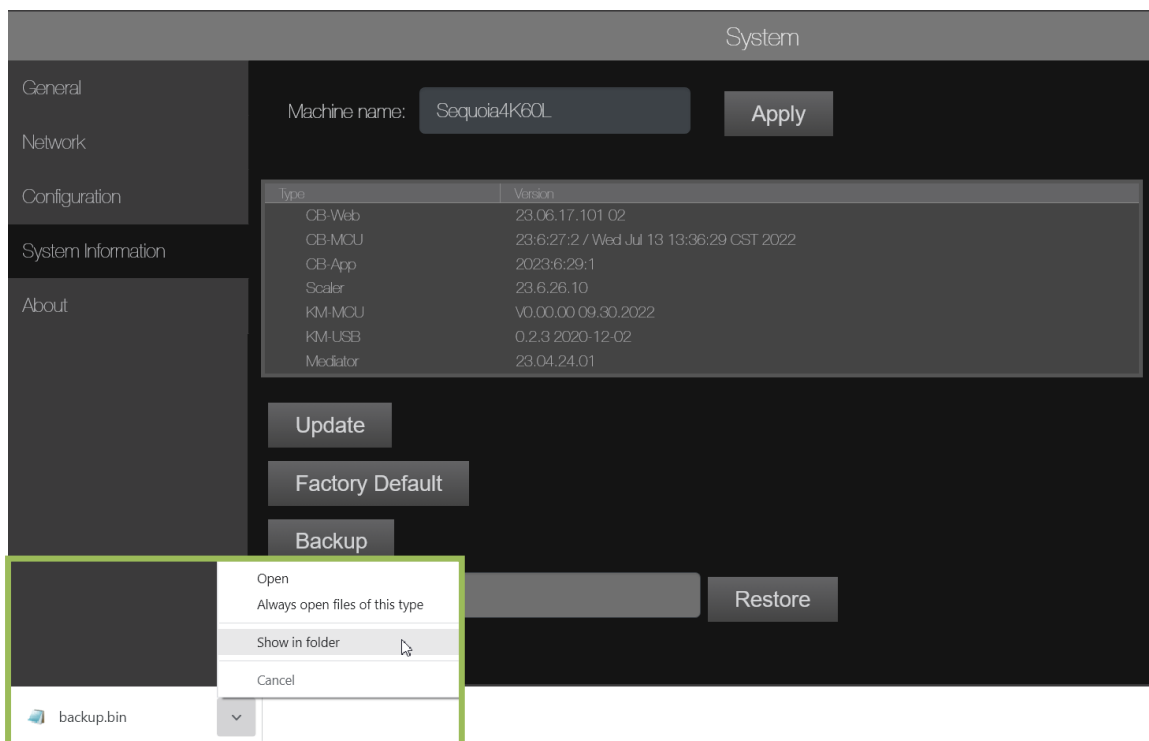 System
General
Network
Configuration
System Information
About
Machine name: Sequoia4K60L Apply
Type Version
CB-Web 23.06.17.101 02
CB-MCU 23:6:27:2 / Wed Jul 13 13:36:29 CST 2022
CB-App 2023:6:29:1
Scaler 23.6.26.10
KM-MCU V0.00.00 09.30.2022
KM-USB 0.2.3 2020-12-02
Mediator 23.04.24.01
Update
Factory Default
Backup
Restore
Open
Always open files of this type
Show in folder
Cancel
backup.bin